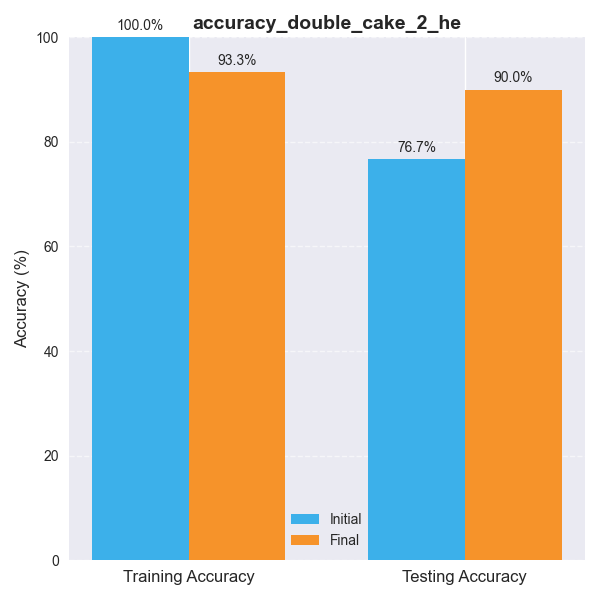 accuracy_double_cake_2_he
100.0%
93.3%
76.7%
90.0%
Accuracy (%)
100
80
60
40
20
0
Initial
Final
Training Accuracy
Testing Accuracy